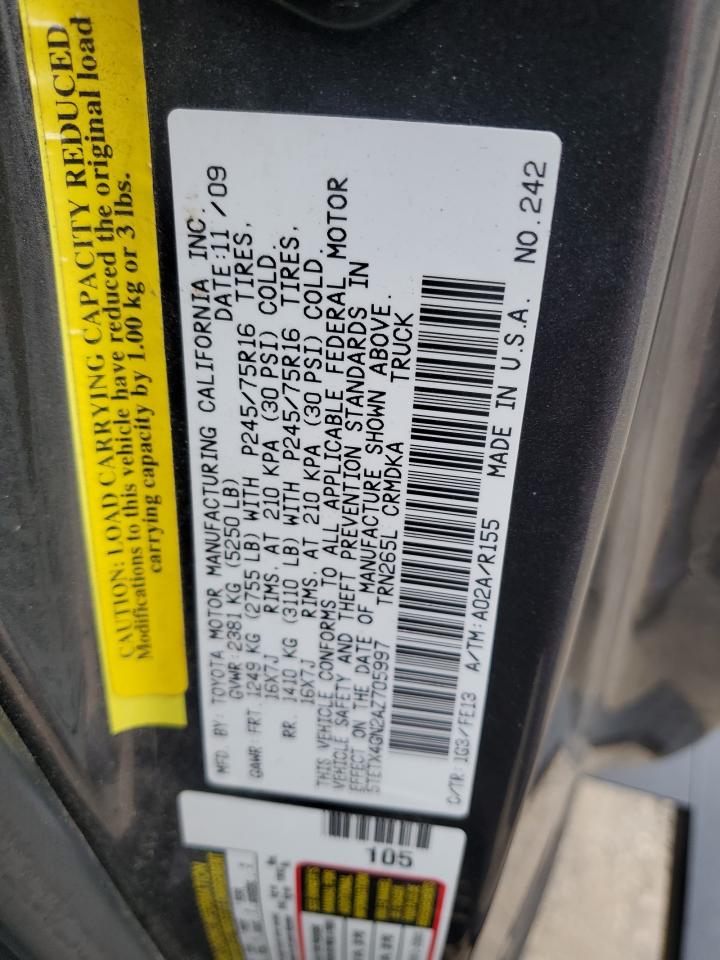 CAUTION: LOAD CARRYING CAPACITY REDUCED
Modifications to this vehicle have reduced the original load
carrying capacity by 1.00 kg or 3 lbs.
MFD. BY: TOYOTA MOTOR MANUFACTURING CALIFORNIA INC.
GVWR: 2381 KG (5250 LB) DATE: 11 /09
GAWR: FRT. 1249 KG (2755 LB) WITH P245/75R16 TIRES,
16X7J RIMS, AT 210 KPA (30 PSI) COLD.
RR. 1410 KG (3110 LB) WITH P245/75R16 TIRES,
16X7J RIMS, AT 210 KPA (30 PSI) COLD.
THIS VEHICLE CONFORMS TO ALL APPLICABLE FEDERAL MOTOR
VEHICLE SAFETY AND THEFT PREVENTION STANDARDS IN
EFFECT ON THE DATE OF MANUFACTURE SHOWN ABOVE.
5TETX4GN2AZ705997 TRN265L CRMDKA TRUCK
C/TR: 1G3/FE13 A/TM: A02A/R155 MADE IN U.S.A. NO. 242
105